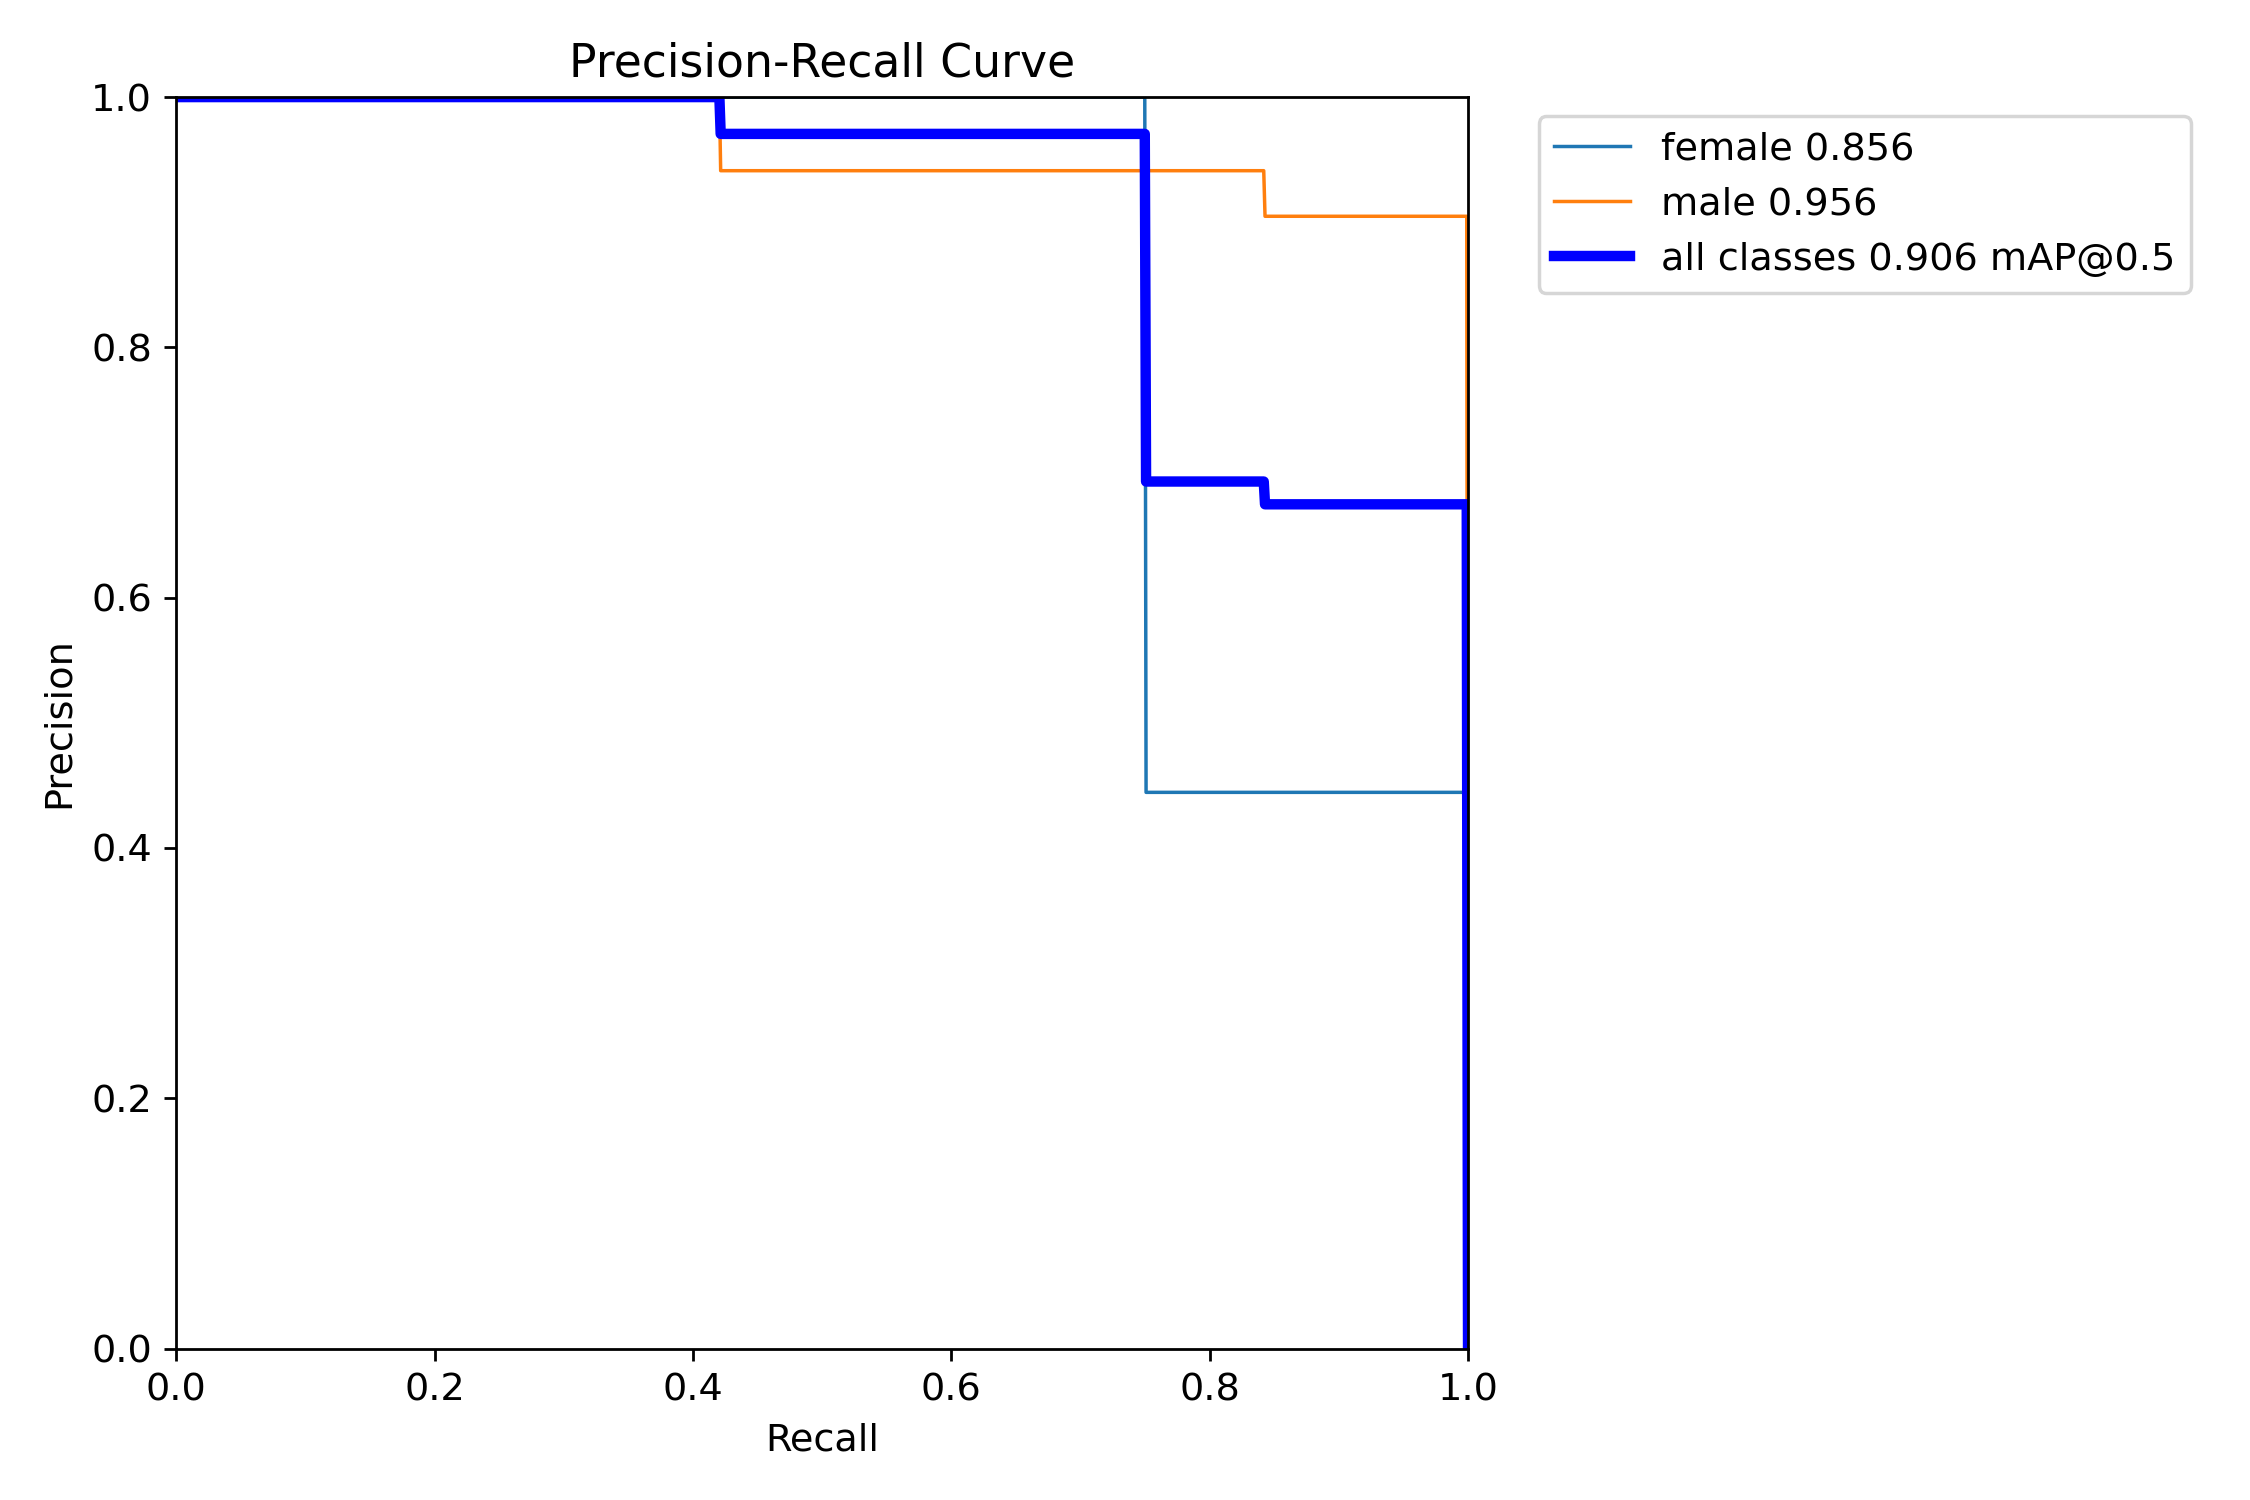 Precision-Recall Curve
1.0
0.8
0.6
0.4
0.2
0.0
Precision
0.0 0.2 0.4 0.6 0.8 1.0
Recall
female 0.856
male 0.956
all classes 0.906 mAP@0.5